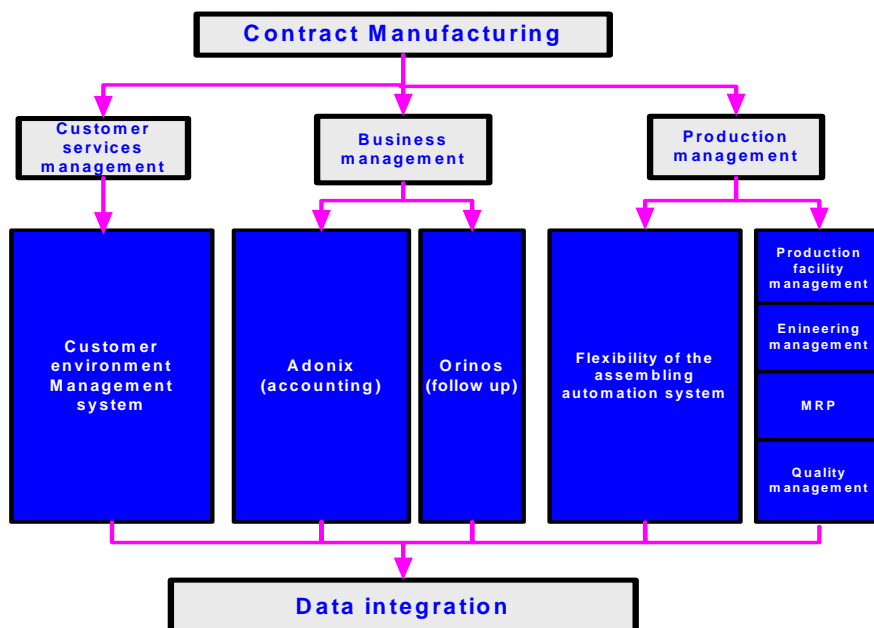 Contract Manufacturing
Customer
services
management
Business
management
Production
management
Customer
environment
Management
system
Adonix
(accounting)
Orinos
(follow up)
Flexibility of the
assembling
automation system
Production
facility
management
Enineering
management
MRP
Quality
management
Data integration